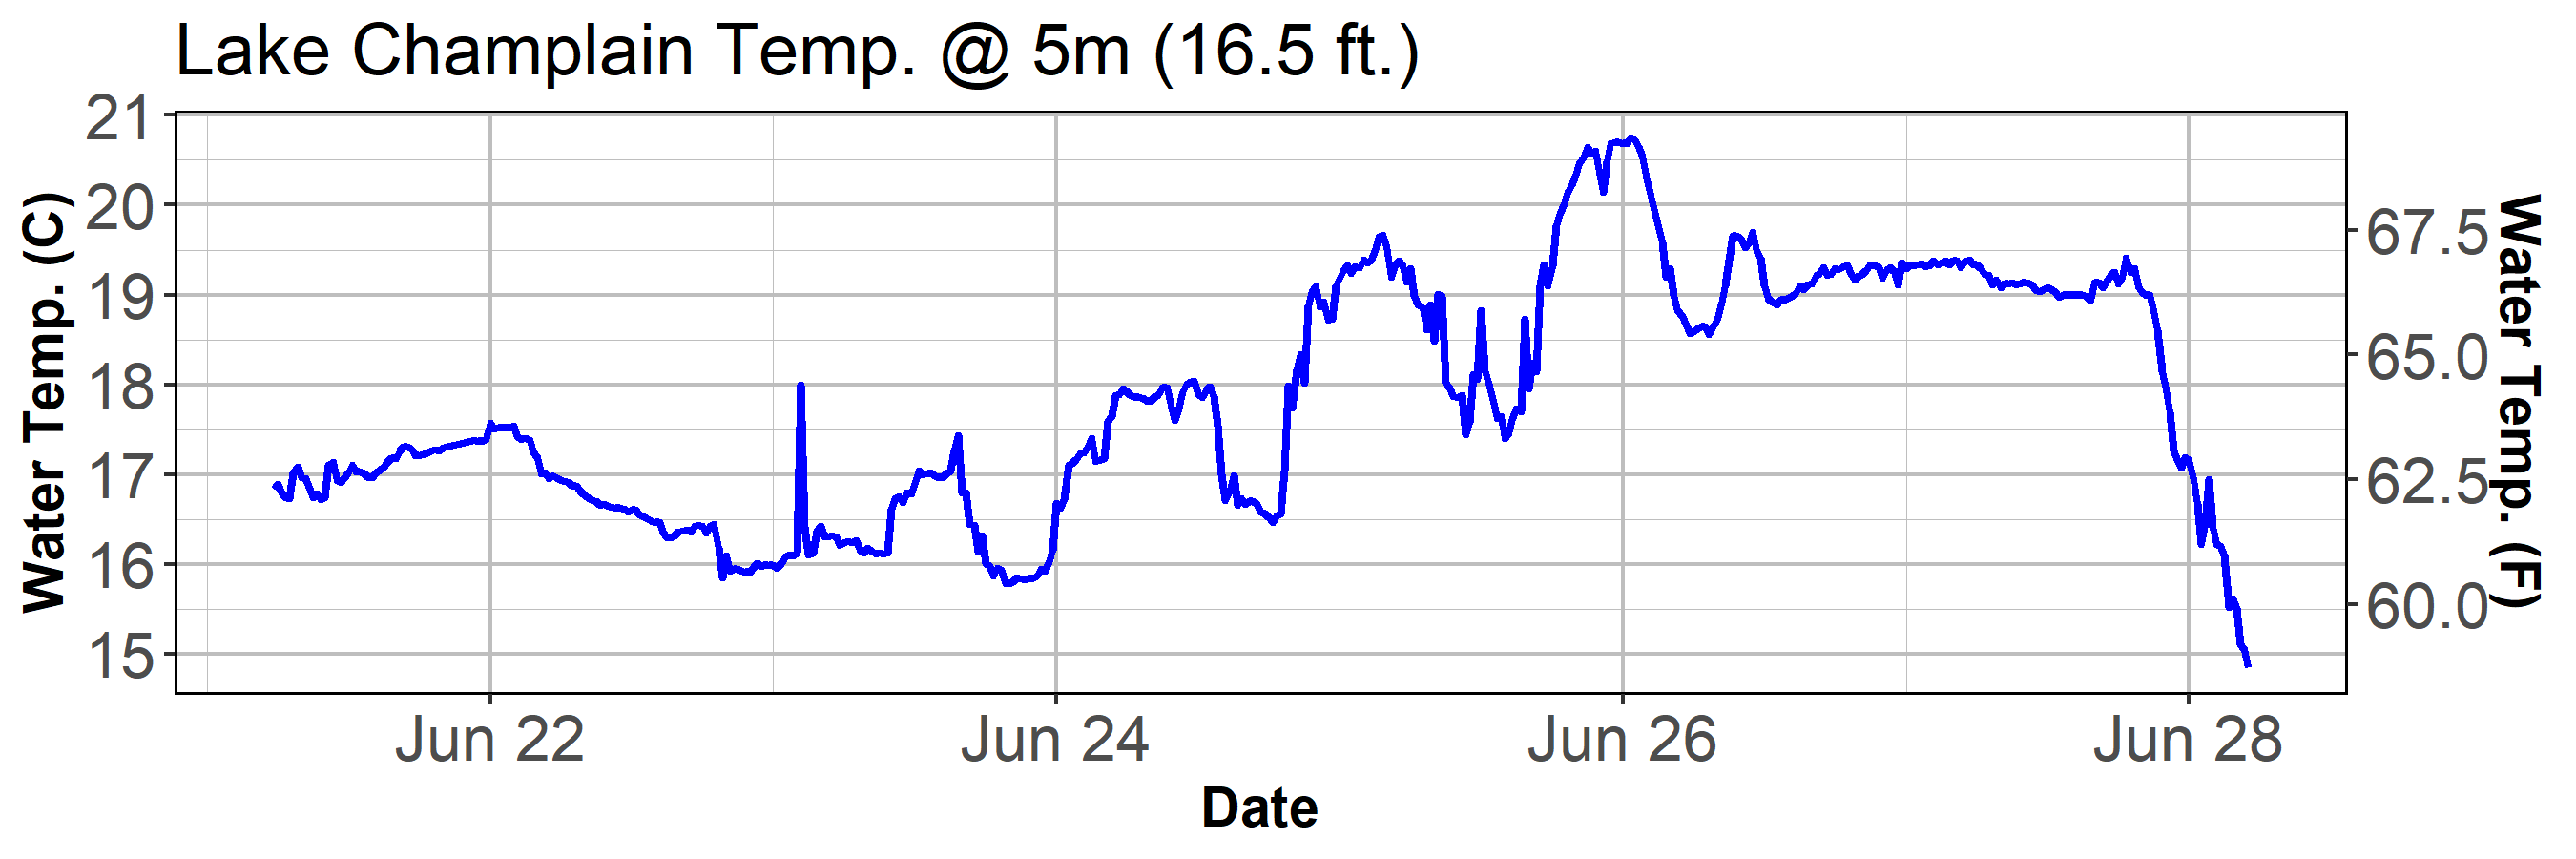 Lake Champlain Temp. @ 5m (16.5 ft.)
Water Temp. (C)
21
20
19
18
17
16
15
67.5
65.0
62.5
60.0
Water Temp. (F)
Jun 22
Jun 24
Jun 26
Jun 28
Date